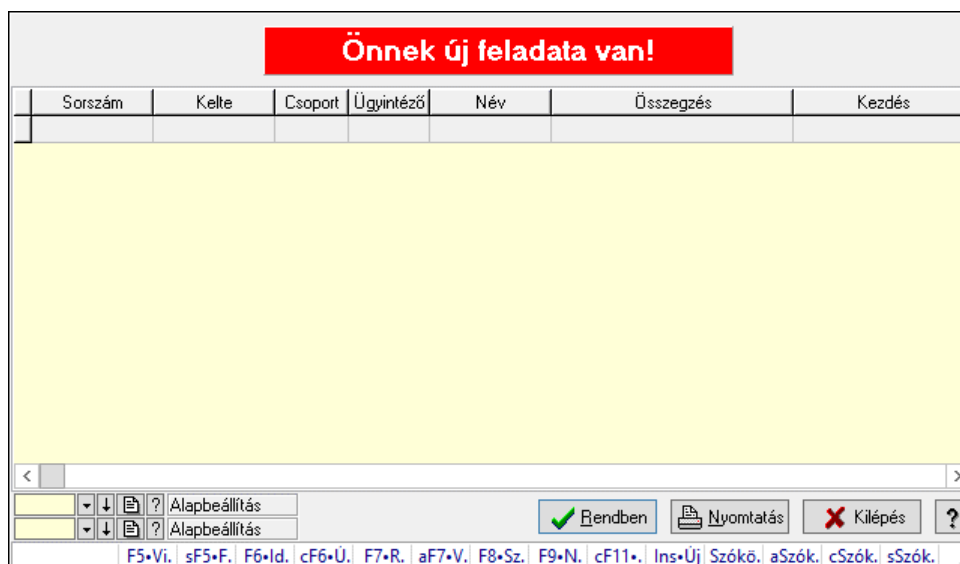 Önnek új feladata van!
Sorszám Kelte Csoport Ügyintéző Név Összegzés Kezdés
? Alapbeállítás
? Alapbeállítás
Rendben Nyomtatás Kilépés ?
F5•Vi. sF5•F. F6•Id. cF6•Ü. F7•R. aF7•V. F8•Sz. F9•N. cF11•. Ins•Új Szókö. aSzók. cSzók. sSzók.